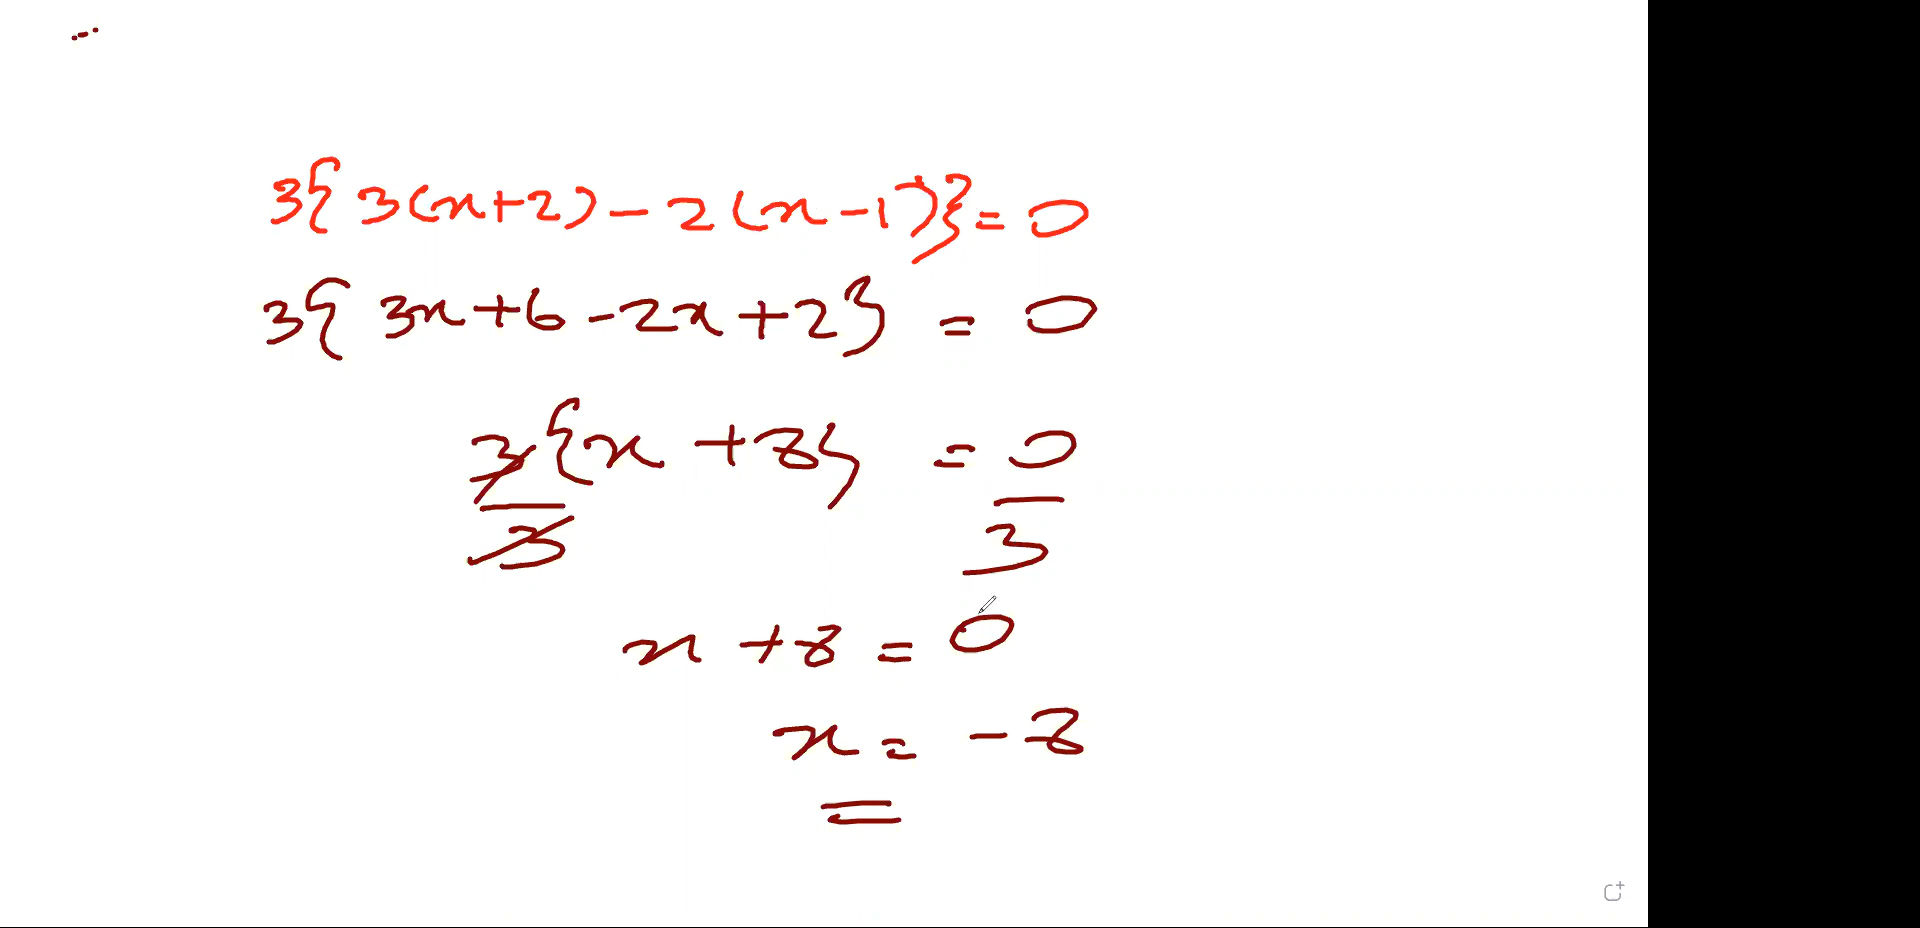 3{3(x+2)-2(x-1)}=0
3{3x+6-2x+2}=0
3{x+8}=0
3 3
x+8=0
x=-8